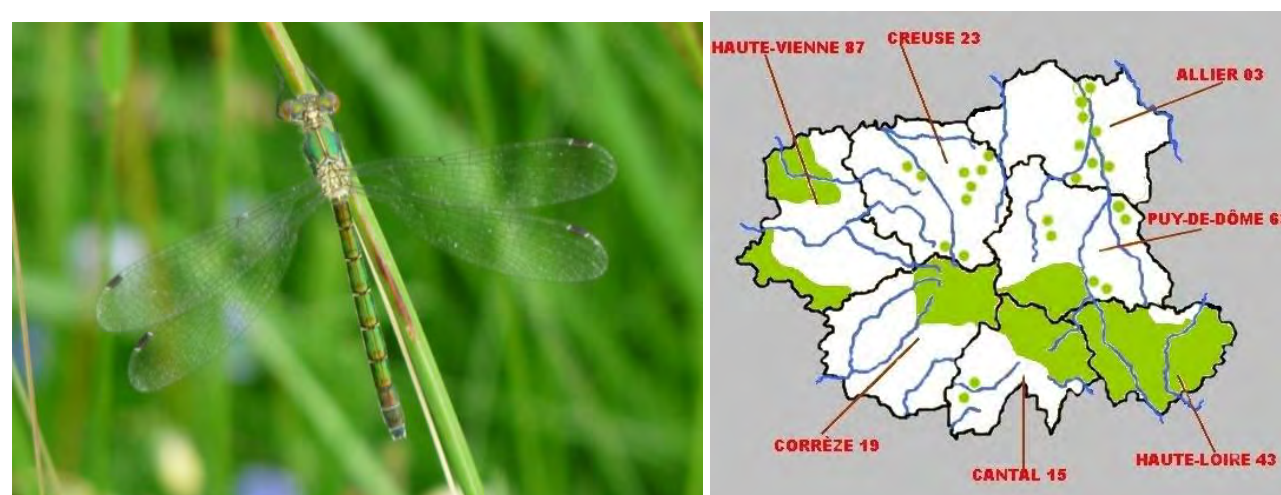 CREUSE 23
HAUTE-VIENNE 87
ALLIER 03
PUY-DE-DÔME 6
CORRÈZE 19
HAUTE-LOIRE 43
CANTAL 15